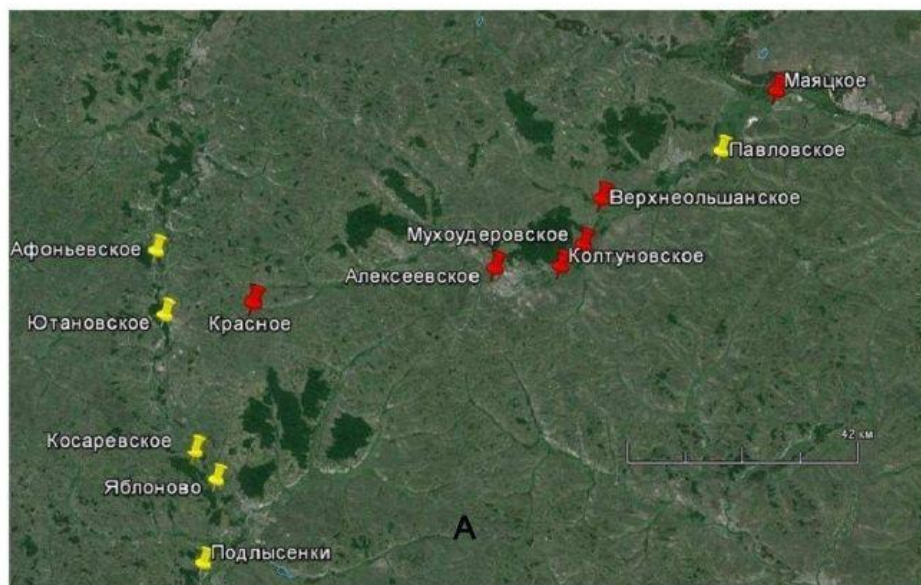 Маяцкое
Павловское
Верхнеольшанское
Мухоудеровское
Афоньевское
Колтуновское
Алексеевское
Ютановское
Красное
42 км
Косаревское
Яблоново
А
Подлысенки